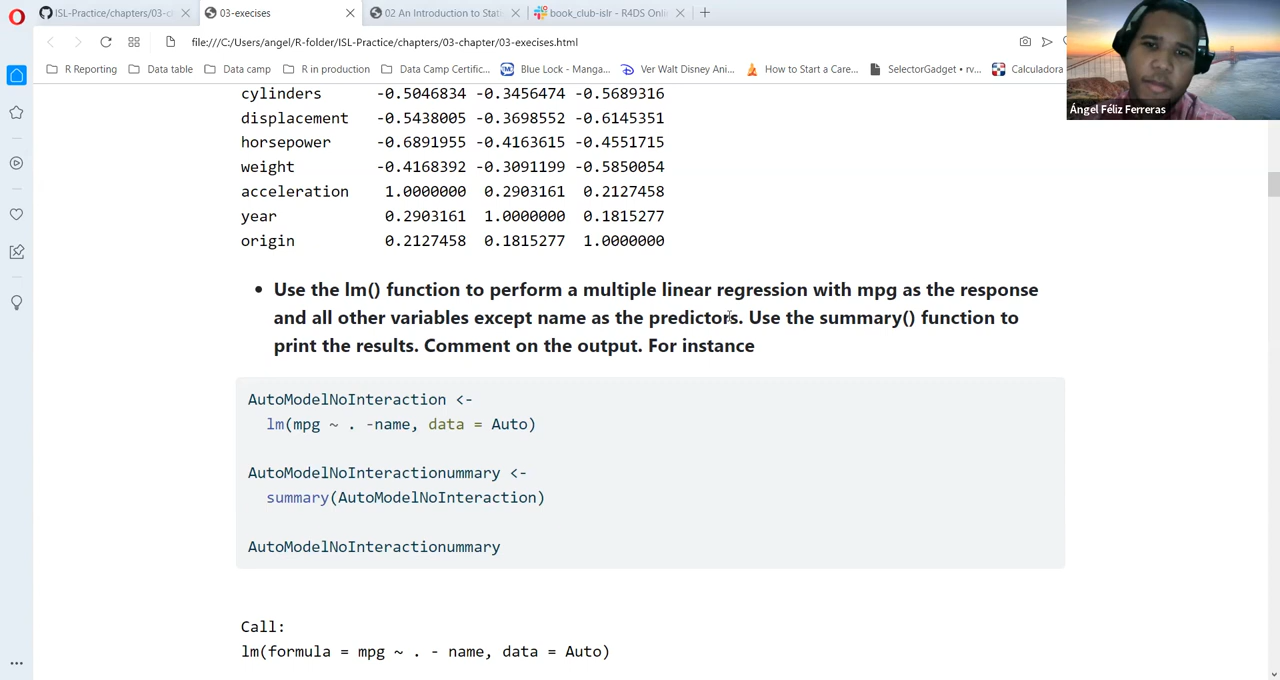 ISL-Practice/chapters/03-cl
03-execises
02 An Introduction to Stat
book_club-islr - R4DS Onli
file:///C:/Users/angel/R-folder/ISL-Practice/chapters/03-chapter/03-execises.html
R Reporting
Data table
Data camp
R in production
Data Camp Certific...
Blue Lock - Manga...
Ver Walt Disney Ani...
How to Start a Care...
SelectorGadget • rv...
Calculadora
Ángel Féliz Ferreras
cylinders -0.5046834 -0.3456474 -0.5689316
displacement -0.5438005 -0.3698552 -0.6145351
horsepower -0.6891955 -0.4163615 -0.4551715
weight -0.4168392 -0.3091199 -0.5850054
acceleration 1.0000000 0.2903161 0.2127458
year 0.2903161 1.0000000 0.1815277
origin 0.2127458 0.1815277 1.0000000
• Use the lm() function to perform a multiple linear regression with mpg as the response
and all other variables except name as the predictors. Use the summary() function to
print the results. Comment on the output. For instance
AutoModelNoInteraction <-
lm(mpg ~ . -name, data = Auto)
AutoModelNoInteractionummary <-
summary(AutoModelNoInteraction)
AutoModelNoInteractionummary
Call:
lm(formula = mpg ~ . - name, data = Auto)